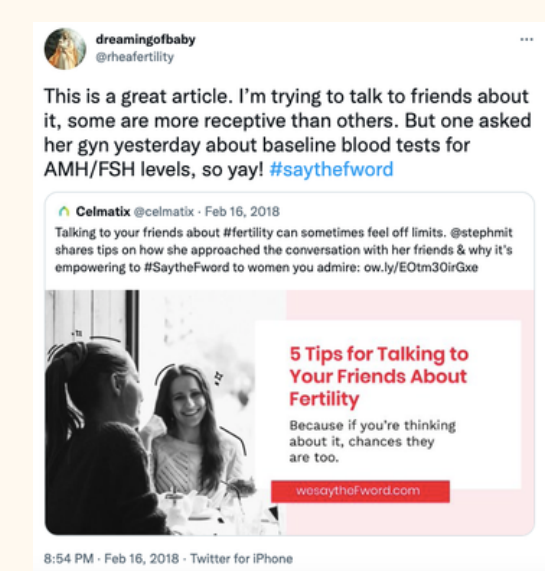 dreamingofbaby
@rheafertility
This is a great article. I'm trying to talk to friends about
it, some are more receptive than others. But one asked
her gyn yesterday about baseline blood tests for
AMH/FSH levels, so yay! #saythefword
Celmatix @celmatix · Feb 16, 2018
Talking to your friends about #fertility can sometimes feel off limits. @stephmit
shares tips on how she approached the conversation with her friends & why it's
empowering to #SaytheFword to women you admire: ow.ly/EOtm30irGxe
5 Tips for Talking to
Your Friends About
Fertility
Because if you're thinking
about it, chances they
are too.
wesaytheFword.com
8:54 PM · Feb 16, 2018 · Twitter for iPhone